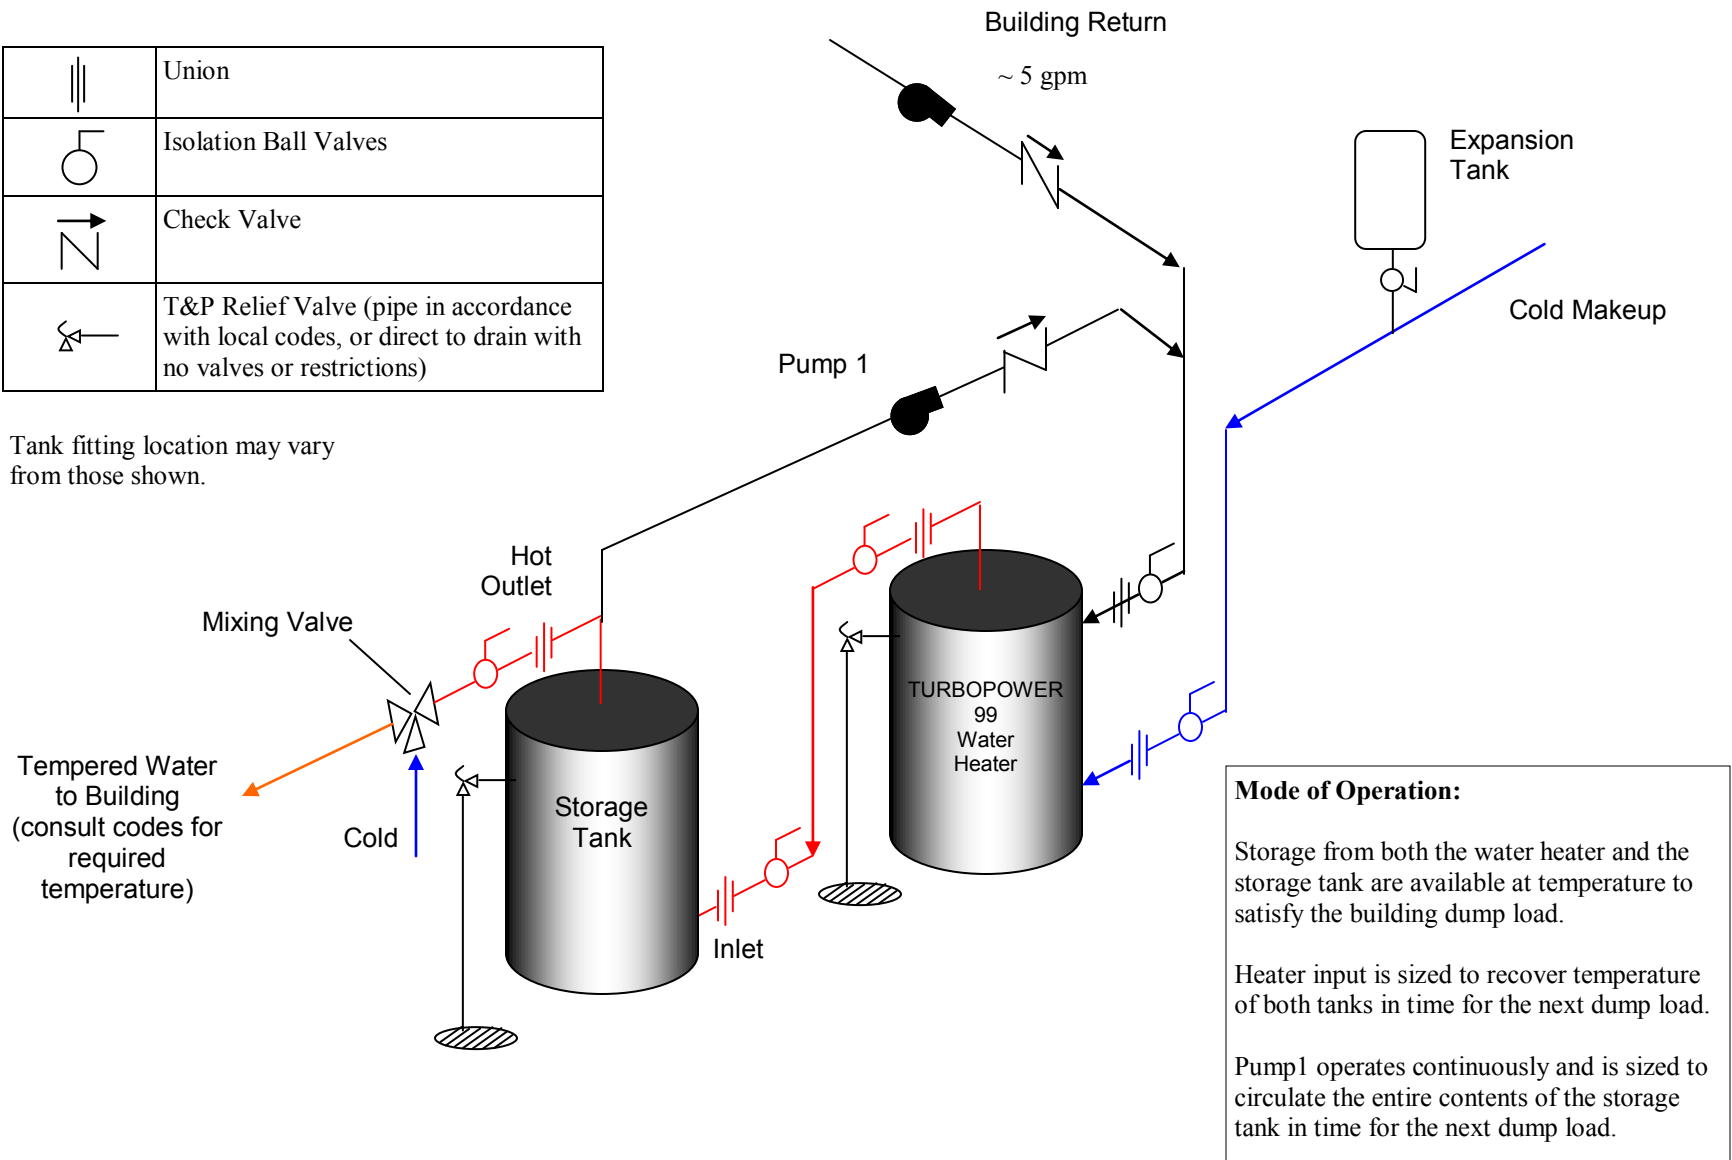 Building Return
~ 5 gpm
Union
Isolation Ball Valves
Check Valve
T&P Relief Valve (pipe in accordance
with local codes, or direct to drain with
no valves or restrictions)
Expansion
Tank
Cold Makeup
Pump 1
Tank fitting location may vary
from those shown.
Hot
Outlet
Mixing Valve
TURBOPOWER
99
Water
Heater
Tempered Water
to Building
(consult codes for
required
temperature)
Cold
Storage
Tank
Inlet
Mode of Operation:
Storage from both the water heater and the
storage tank are available at temperature to
satisfy the building dump load.
Heater input is sized to recover temperature
of both tanks in time for the next dump load.
Pump1 operates continuously and is sized to
circulate the entire contents of the storage
tank in time for the next dump load.